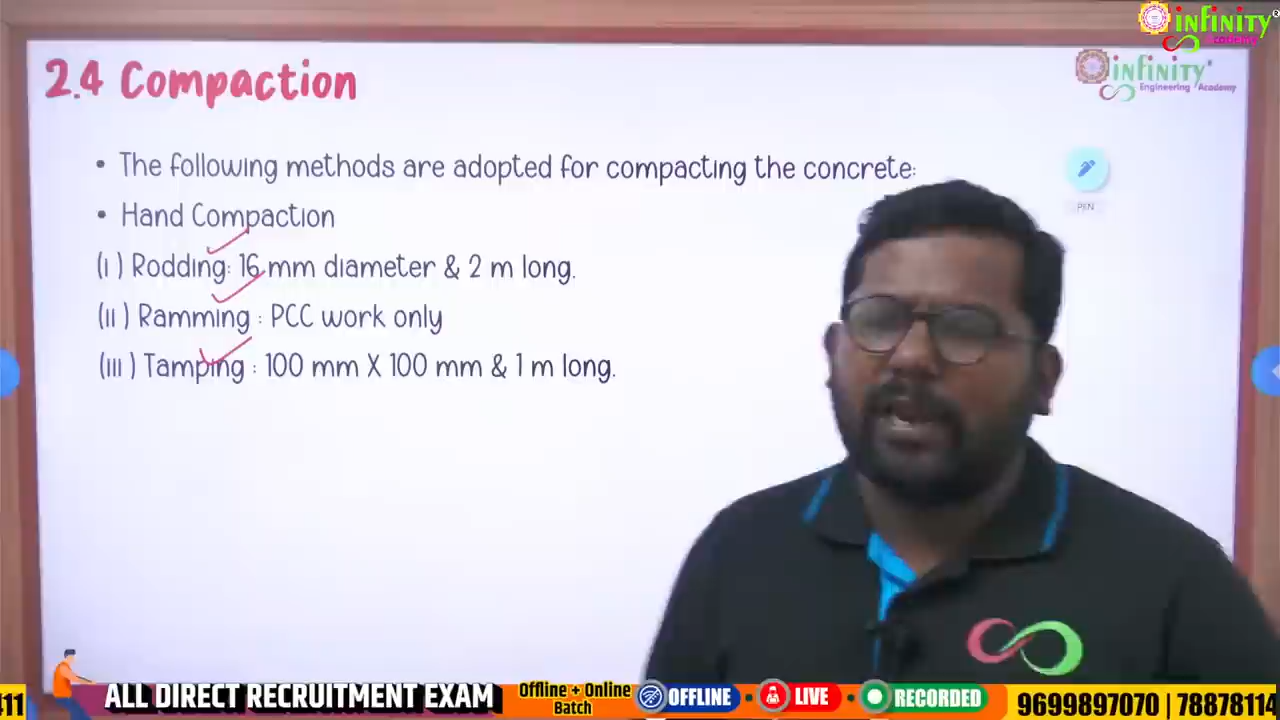 infinity
2.4 Compaction
infinity
Engineering Academy
• The following methods are adopted for compacting the concrete:
PEN
• Hand Compaction
(i) Rodding: 16 mm diameter & 2 m long.
(ii) Ramming : PCC work only
(iii) Tamping : 100 mm X 100 mm & 1 m long.
411
ALL DIRECT RECRUITMENT EXAM
Offline + Online
Batch
OFFLINE
LIVE
RECORDED
9699897070 | 78878114